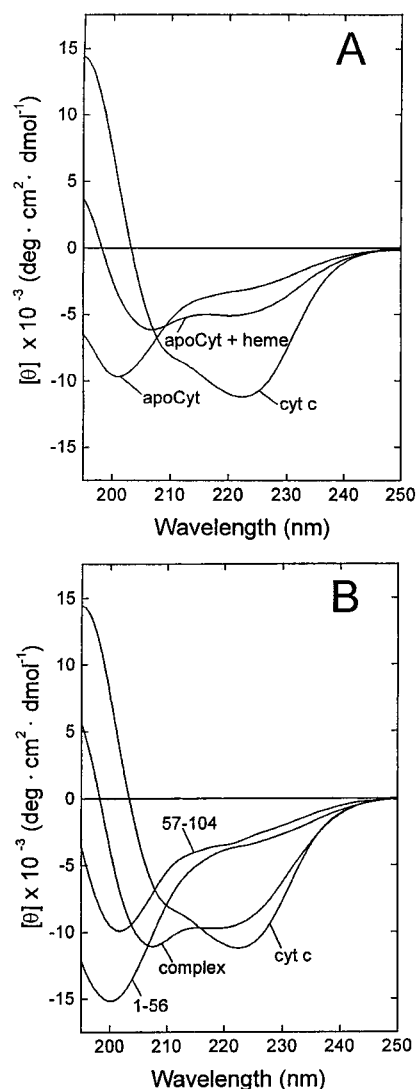 A
15
10
5
0
-5
-10
-15
[θ] x 10⁻³ (deg · cm² · dmol⁻¹)
apoCyt + heme
apoCyt
cyt c
200 210 220 230 240 250
Wavelength (nm)
B
15
10
5
0
-5
-10
-15
[θ] x 10⁻³ (deg · cm² · dmol⁻¹)
57-104
complex
cyt c
1-56
200 210 220 230 240 250
Wavelength (nm)